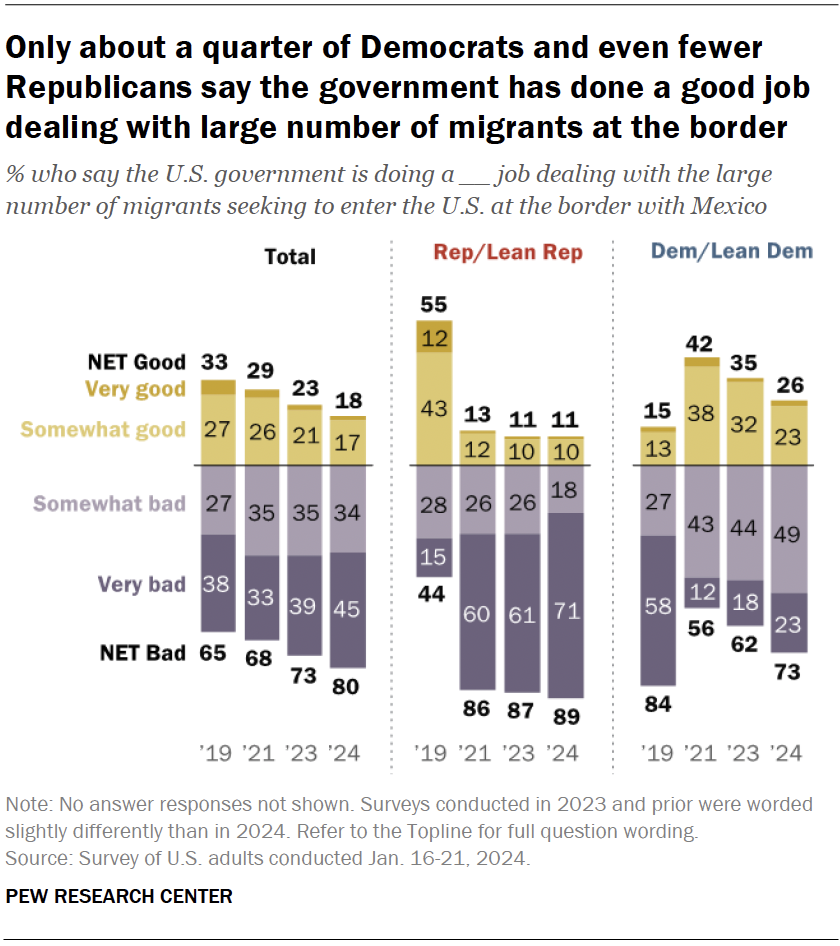 Only about a quarter of Democrats and even fewer
Republicans say the government has done a good job
dealing with large number of migrants at the border
% who say the U.S. government is doing a __ job dealing with the large
number of migrants seeking to enter the U.S. at the border with Mexico
Total
Rep/Lean Rep
Dem/Lean Dem
NET Good 33 29 23 18
Very good
Somewhat good 27 26 21 17
Somewhat bad 27 35 35 34
Very bad 38 33 39 45
NET Bad 65 68 73 80
'19 '21 '23 '24
55 13 11 11
12
43 12 10 10
28 26 26 18
15 60 61 71
44 86 87 89
'19 '21 '23 '24
15 42 35 26
13 38 32 23
27 43 44 49
58 12 18 23
84 56 62 73
'19 '21 '23 '24
Note: No answer responses not shown. Surveys conducted in 2023 and prior were worded
slightly differently than in 2024. Refer to the Topline for full question wording.
Source: Survey of U.S. adults conducted Jan. 16-21, 2024.
PEW RESEARCH CENTER